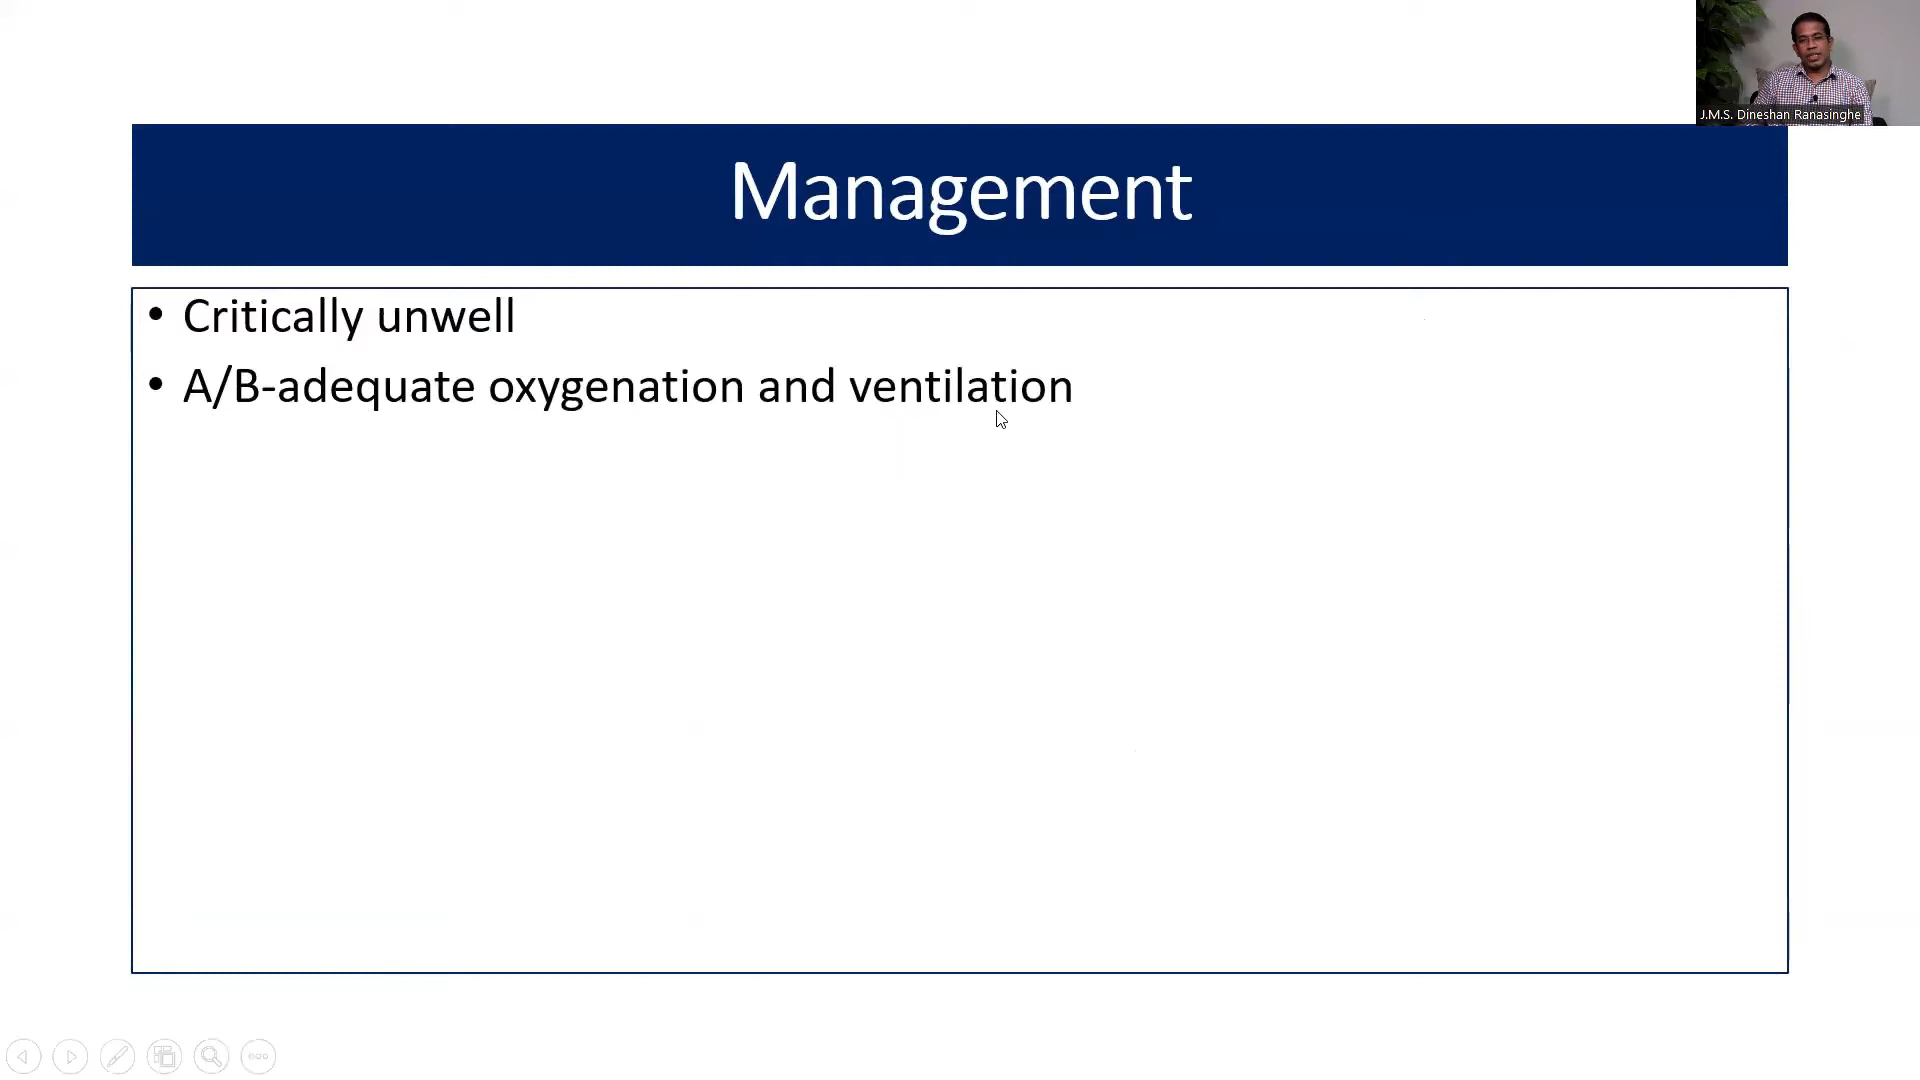 J.M.S. Dineshan Ranasinghe
Management
• Critically unwell
• A/B-adequate oxygenation and ventilation